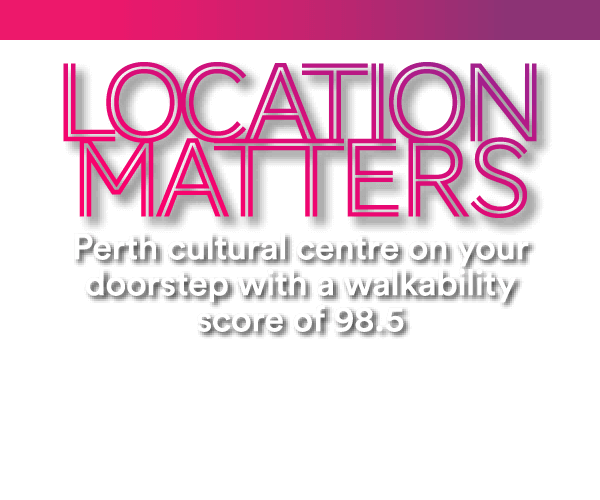 LOCATION
MATTERS
Perth cultural centre on your
doorstep with a walkability
score of 98.5